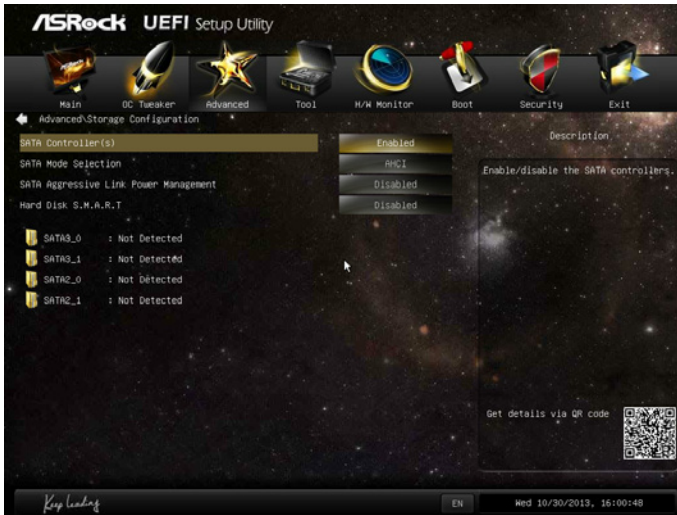 ASRock UEFI Setup Utility
Main OC Tweaker Advanced Tool H/W Monitor Boot Security Exit
Advanced\Storage Configuration
SATA Controller(s) Enabled
SATA Mode Selection AHCI
SATA Aggressive Link Power Management Disabled
Hard Disk S.M.A.R.T Disabled
SATA3_0 : Not Detected
SATA3_1 : Not Detected
SATA2_0 : Not Detected
SATA2_1 : Not Detected
Description
Enable/disable the SATA controllers.
Get details via QR code
Keep Leading
EN
Wed 10/30/2013, 16:00:48